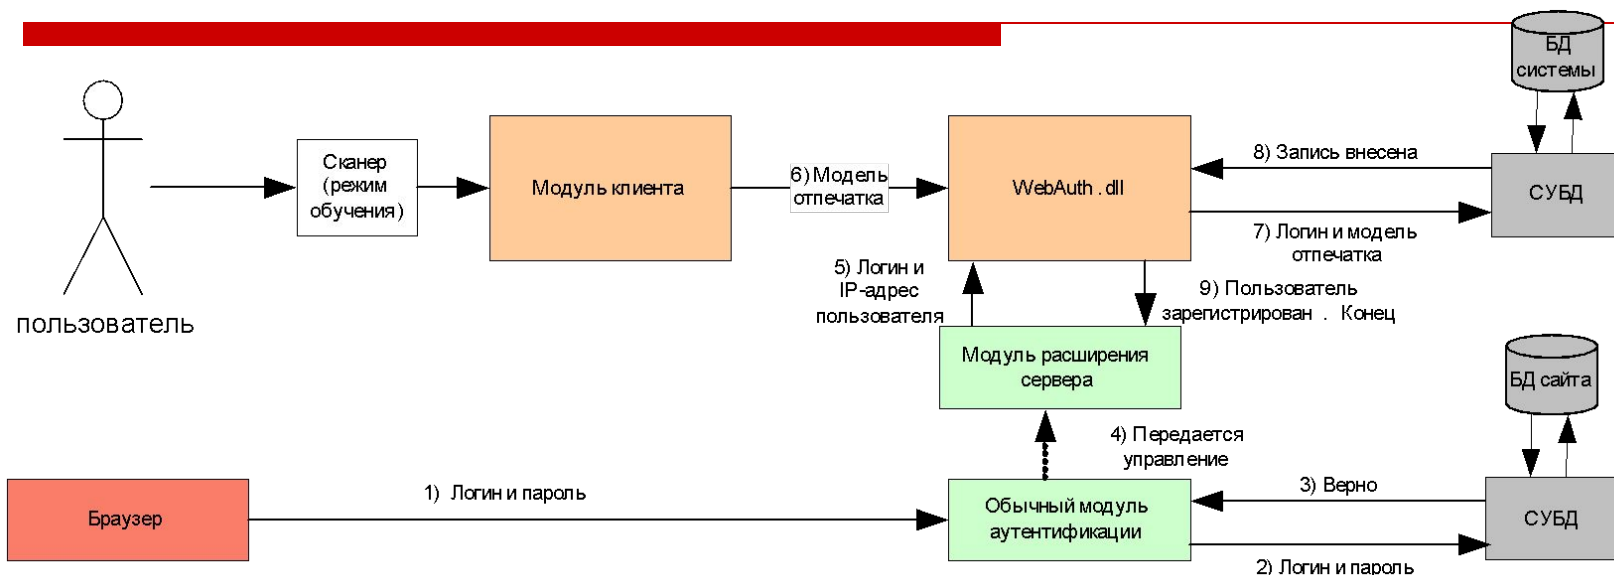 БД
системы
Сканер
(режим
обучения)
Модуль клиента
6) Модель
отпечатка
WebAuth . dll
8) Запись внесена
СУБД
7) Логин и модель
отпечатка
5) Логин и
IP-адрес
пользователя
9) Пользователь
зарегистрирован . Конец
пользователь
Модуль расширения
сервера
БД сайта
4) Передается
управление
1) Логин и пароль
3) Верно
Браузер
Обычный модуль
аутентификации
СУБД
2) Логин и пароль